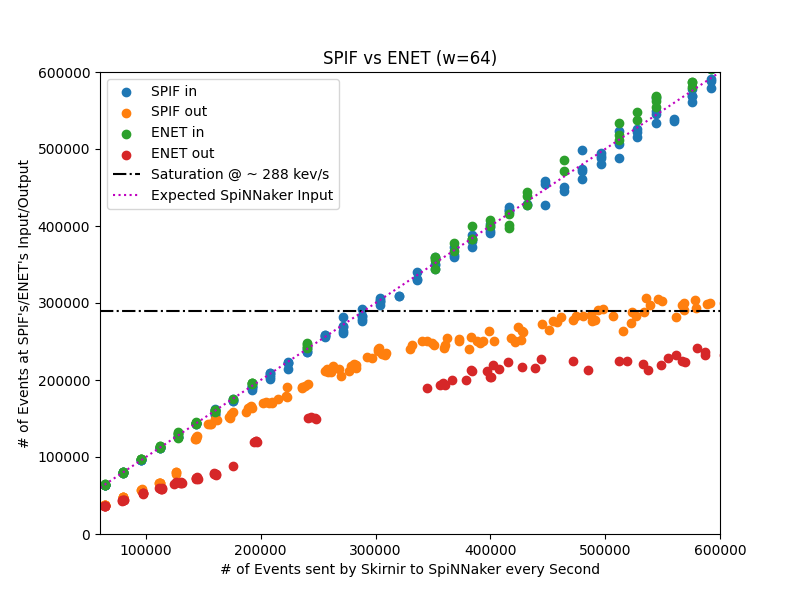 SPIF vs ENET (w=64)
600000
500000
400000
300000
200000
100000
0
# of Events at SPIF's/ENET's Input/Output
SPIF in
SPIF out
ENET in
ENET out
Saturation @ ~ 288 kev/s
Expected SpiNNaker Input
100000 200000 300000 400000 500000 600000
# of Events sent by Skirnir to SpiNNaker every Second